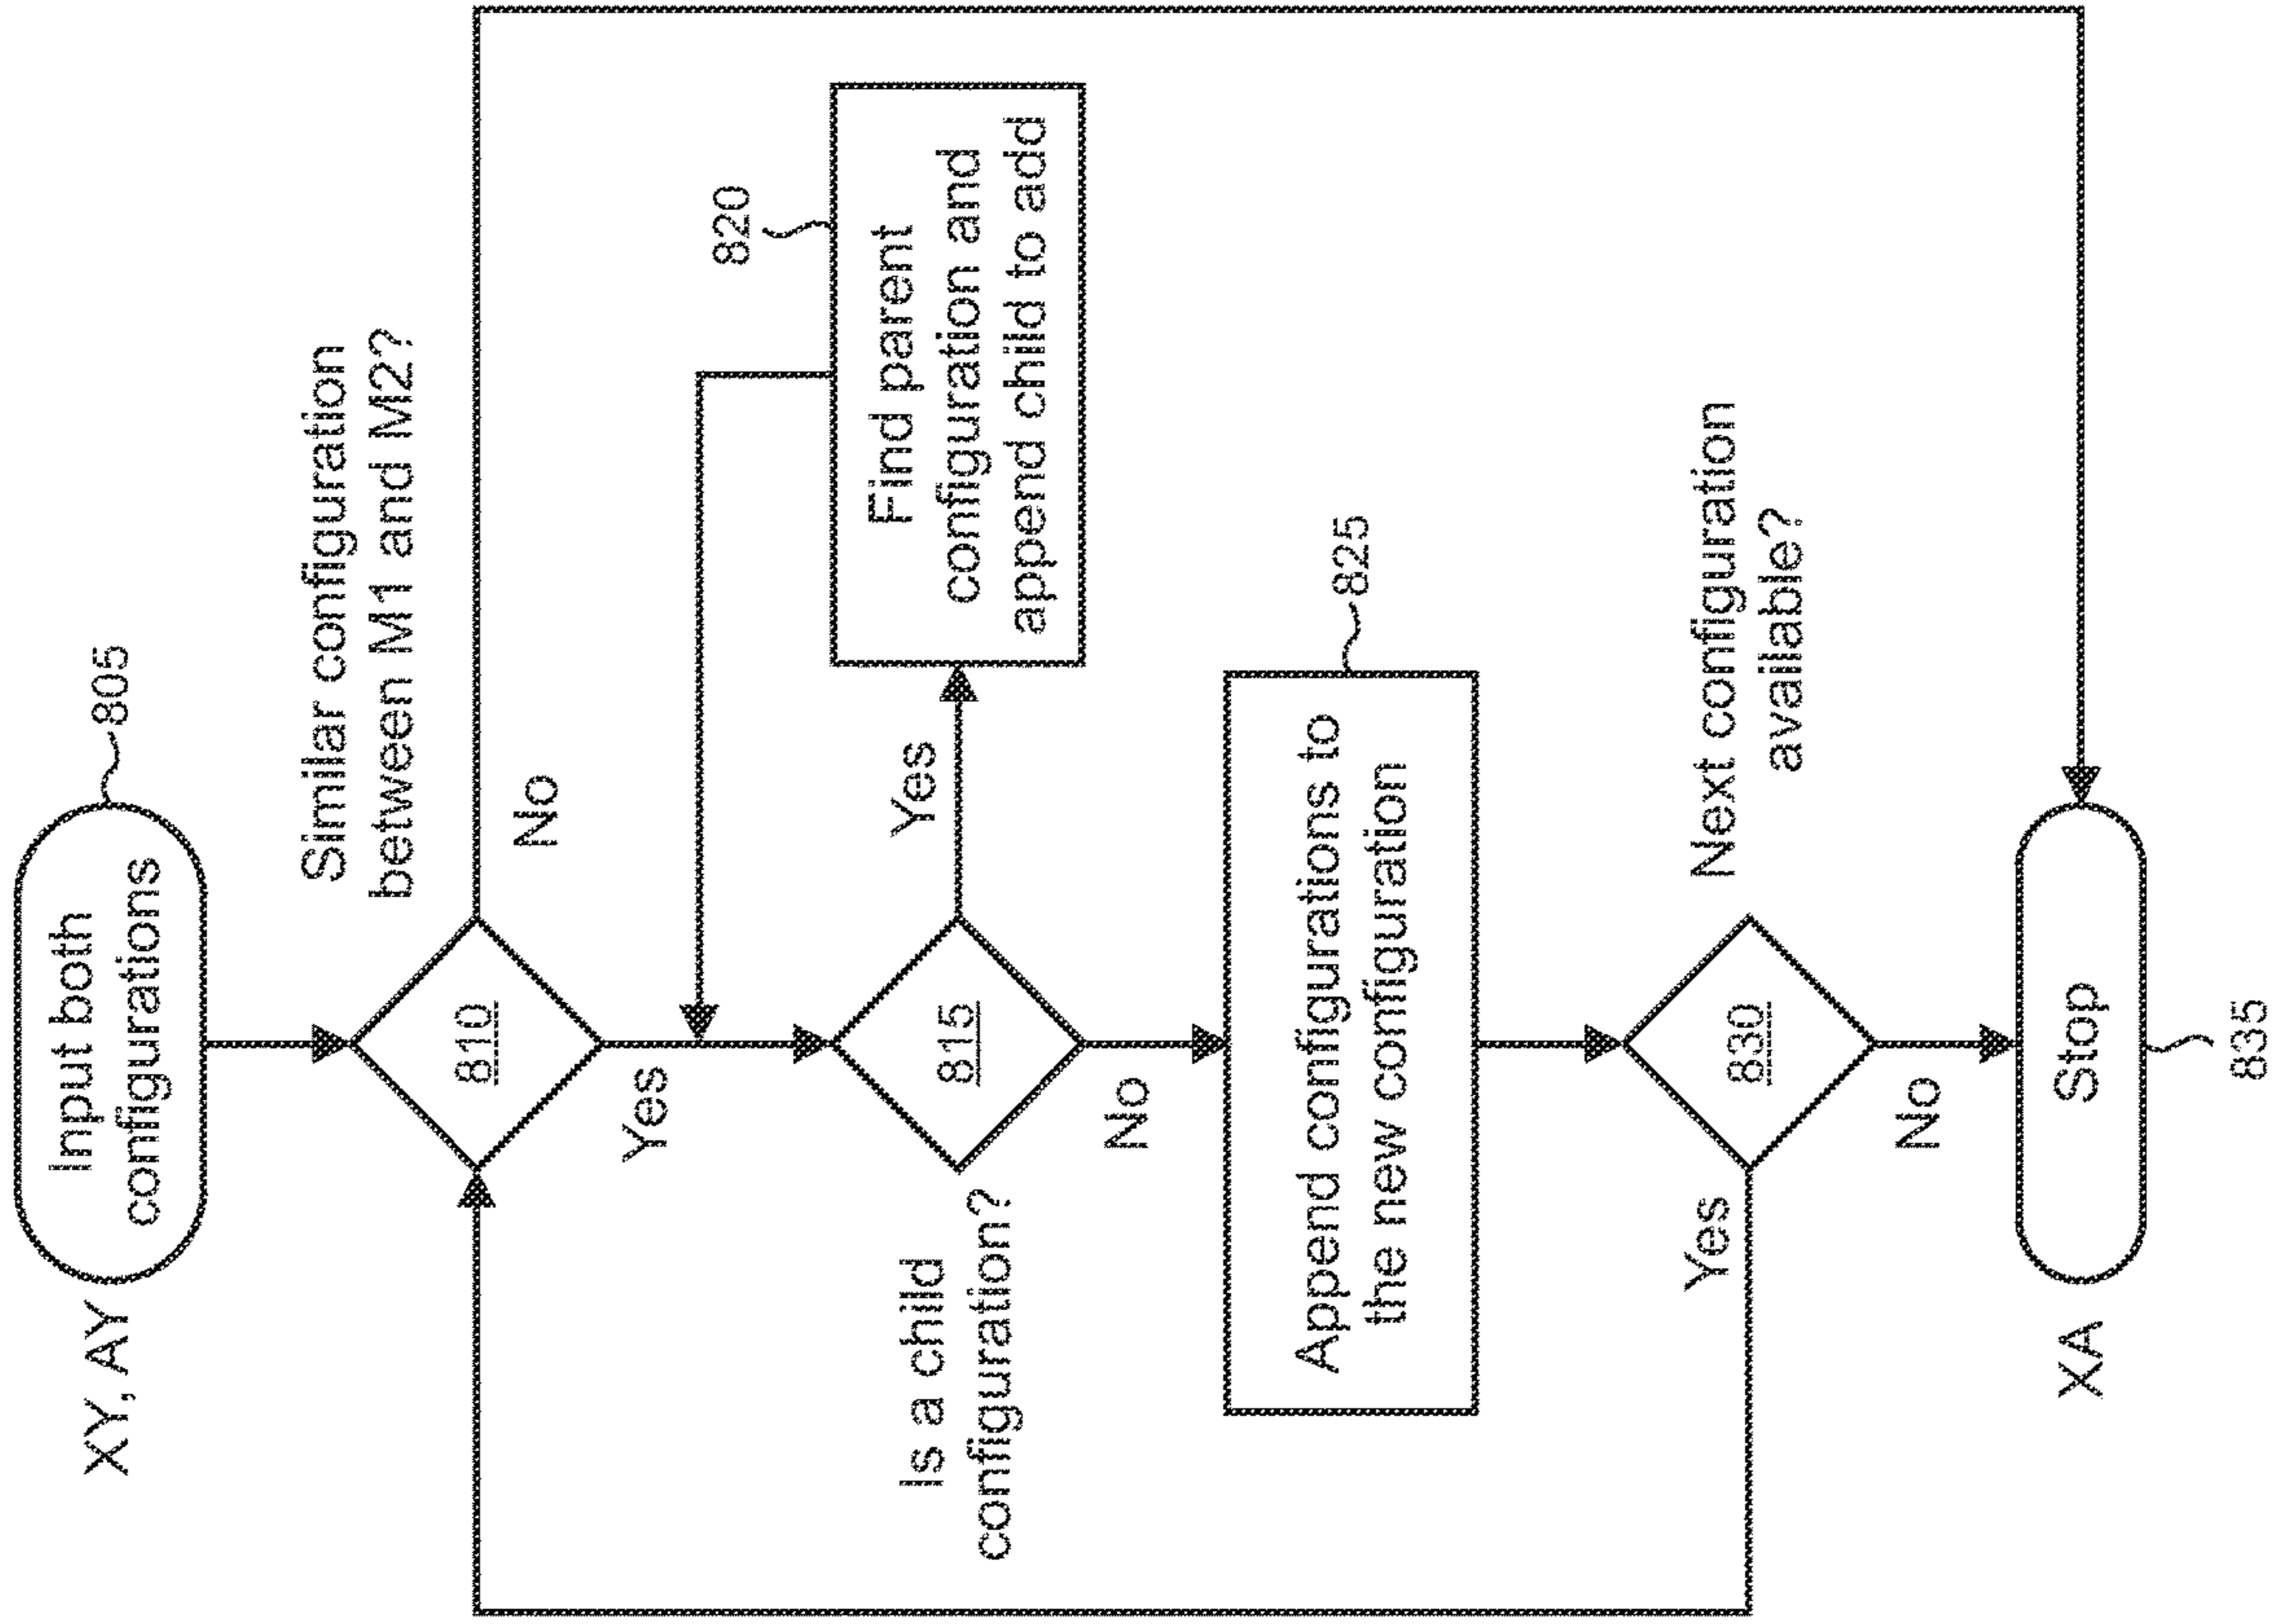 XY, AY
Input both
configurations
805
Similar configuration
between M1 and M2?
810
No
Yes
Is a child
configuration?
815
Yes
820
Find parent
configuration and
append child to add
No
825
Append configurations to
the new configuration
Next configuration
available?
830
Yes
No
XA
Stop
835